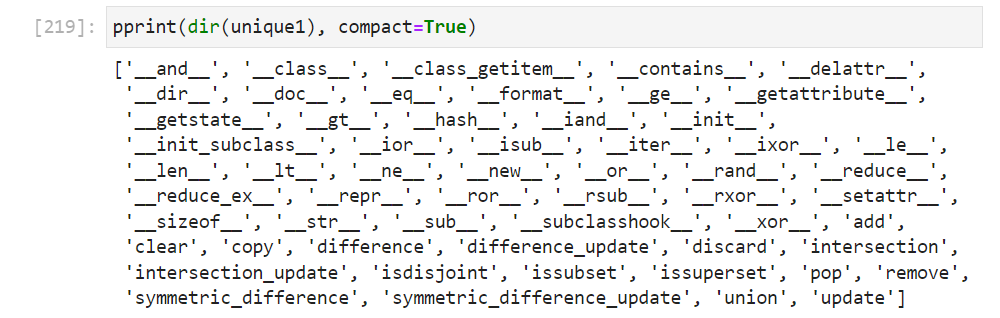 [219]: pprint(dir(unique1), compact=True)
['__and__', '__class__', '__class_getitem__', '__contains__', '__delattr__',
'__dir__', '__doc__', '__eq__', '__format__', '__ge__', '__getattribute__',
'__getstate__', '__gt__', '__hash__', '__iand__', '__init__',
'__init_subclass__', '__ior__', '__isub__', '__iter__', '__ixor__', '__le__',
'__len__', '__lt__', '__ne__', '__new__', '__or__', '__rand__', '__reduce__',
'__reduce_ex__', '__repr__', '__ror__', '__rsub__', '__rxor__', '__setattr__',
'__sizeof__', '__str__', '__sub__', '__subclasshook__', '__xor__', 'add',
'clear', 'copy', 'difference', 'difference_update', 'discard', 'intersection',
'intersection_update', 'isdisjoint', 'issubset', 'issuperset', 'pop', 'remove',
'symmetric_difference', 'symmetric_difference_update', 'union', 'update']